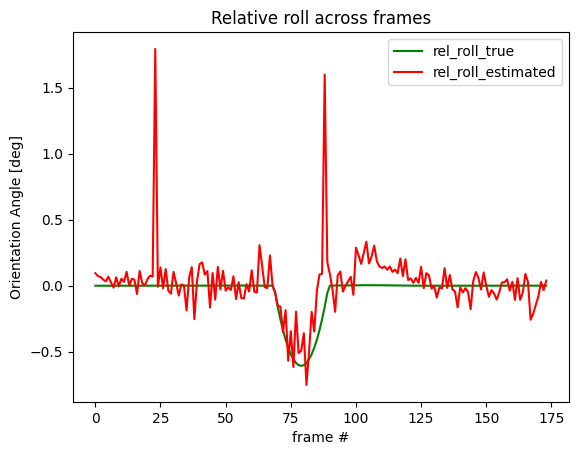 Relative roll across frames
rel_roll_true
rel_roll_estimated
Orientation Angle [deg]
1.5
1.0
0.5
0.0
−0.5
0 25 50 75 100 125 150 175
frame #